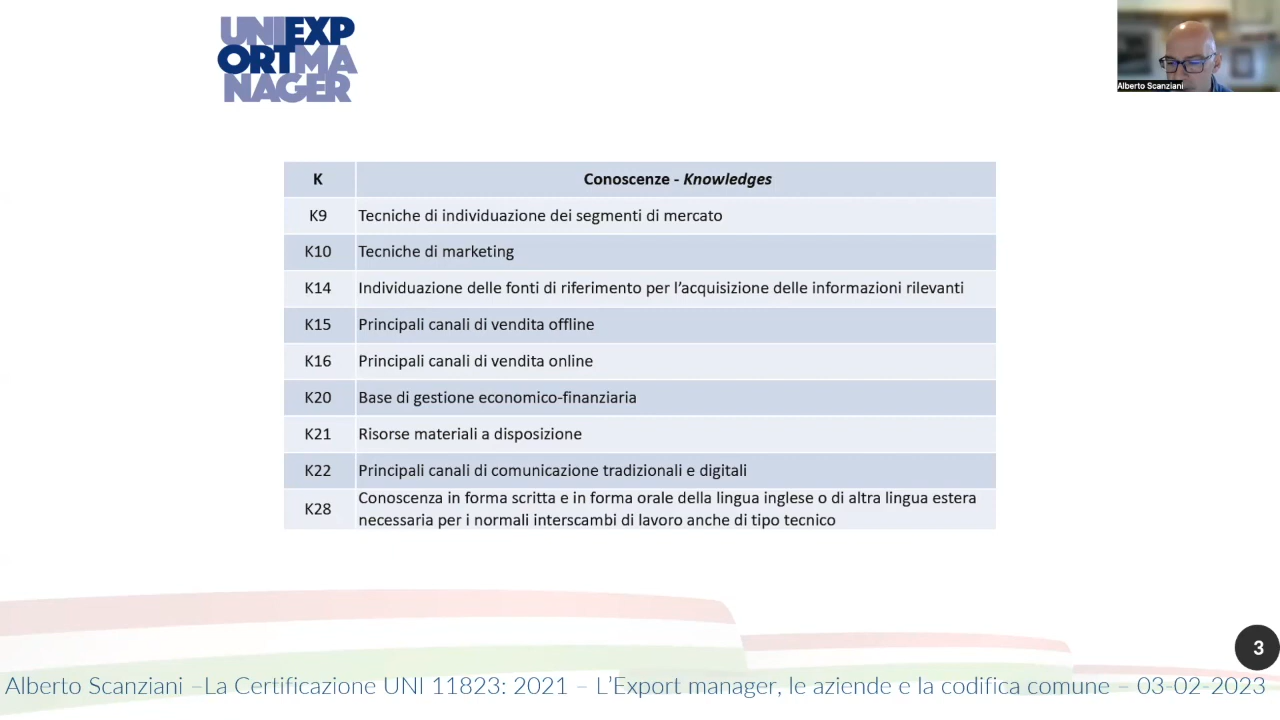 UNIEXP
ORTMA
NAGER
Alberto Scanziani
K Conoscenze - Knowledges
K9 Tecniche di individuazione dei segmenti di mercato
K10 Tecniche di marketing
K14 Individuazione delle fonti di riferimento per l’acquisizione delle informazioni rilevanti
K15 Principali canali di vendita offline
K16 Principali canali di vendita online
K20 Base di gestione economico-finanziaria
K21 Risorse materiali a disposizione
K22 Principali canali di comunicazione tradizionali e digitali
K28 Conoscenza in forma scritta e in forma orale della lingua inglese o di altra lingua estera
necessaria per i normali interscambi di lavoro anche di tipo tecnico
3
Alberto Scanziani –La Certificazione UNI 11823: 2021 – L’Export manager, le aziende e la codifica comune – 03-02-2023